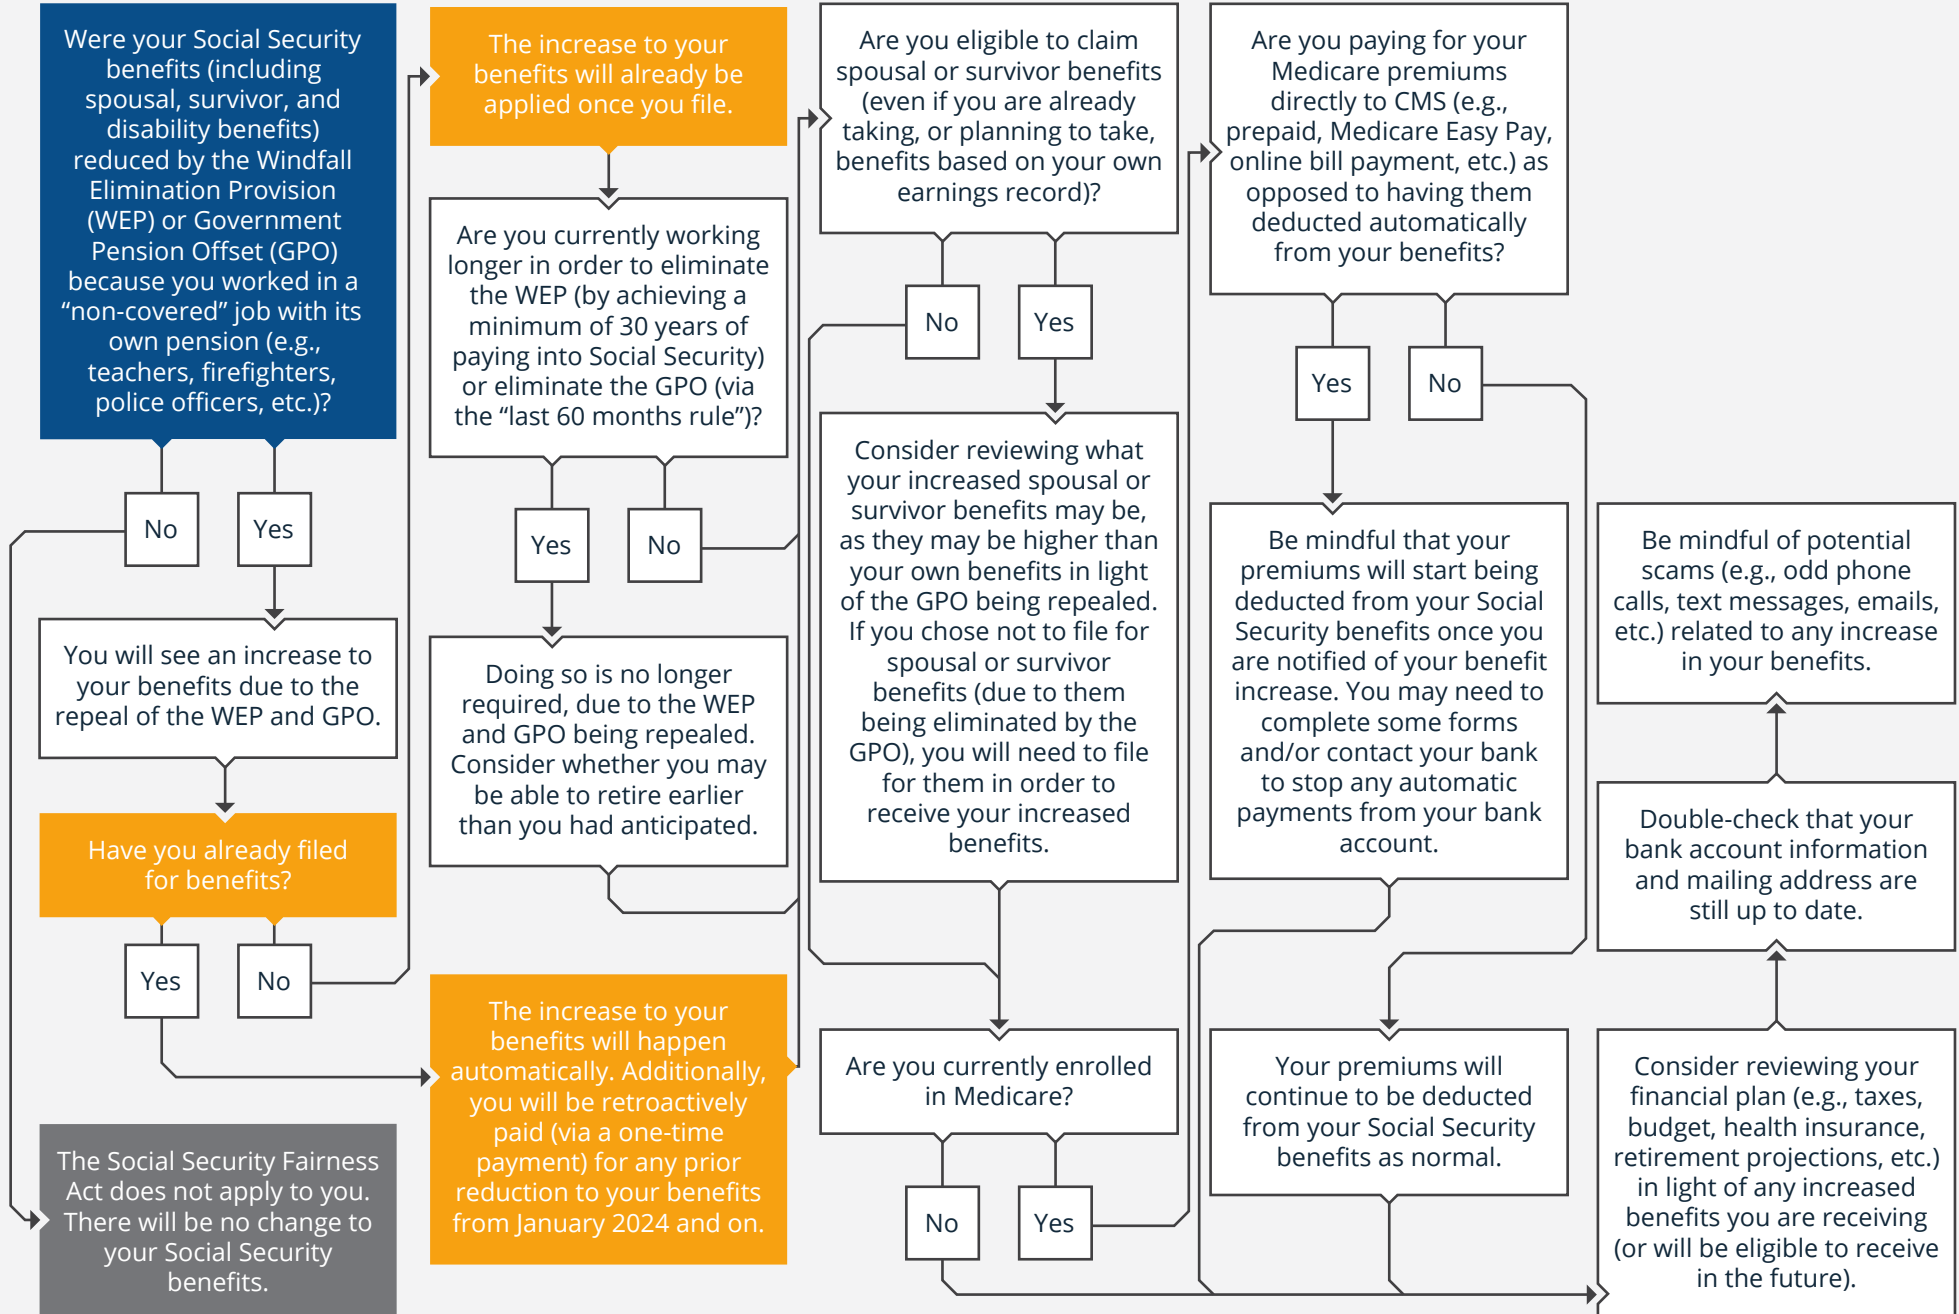 Were your Social Security
benefits (including
spousal, survivor, and
disability benefits)
reduced by the Windfall
Elimination Provision
(WEP) or Government
Pension Offset (GPO)
because you worked in a
“non-covered” job with its
own pension (e.g.,
teachers, firefighters,
police officers, etc.)?
No
Yes
You will see an increase to
your benefits due to the
repeal of the WEP and GPO.
Have you already filed
for benefits?
Yes
No
The Social Security Fairness
Act does not apply to you.
There will be no change to
your Social Security
benefits.
The increase to your
benefits will already be
applied once you file.
Are you currently working
longer in order to eliminate
the WEP (by achieving a
minimum of 30 years of
paying into Social Security)
or eliminate the GPO (via
the “last 60 months rule”)?
Yes
No
Doing so is no longer
required, due to the WEP
and GPO being repealed.
Consider whether you may
be able to retire earlier
than you had anticipated.
The increase to your
benefits will happen
automatically. Additionally,
you will be retroactively
paid (via a one-time
payment) for any prior
reduction to your benefits
from January 2024 and on.
Are you eligible to claim
spousal or survivor benefits
(even if you are already
taking, or planning to take,
benefits based on your own
earnings record)?
No
Yes
Consider reviewing what
your increased spousal or
survivor benefits may be,
as they may be higher than
your own benefits in light
of the GPO being repealed.
If you chose not to file for
spousal or survivor
benefits (due to them
being eliminated by the
GPO), you will need to file
for them in order to
receive your increased
benefits.
Are you currently enrolled
in Medicare?
No
Yes
Are you paying for your
Medicare premiums
directly to CMS (e.g.,
prepaid, Medicare Easy Pay,
online bill payment, etc.) as
opposed to having them
deducted automatically
from your benefits?
Yes
No
Be mindful that your
premiums will start being
deducted from your Social
Security benefits once you
are notified of your benefit
increase. You may need to
complete some forms
and/or contact your bank
to stop any automatic
payments from your bank
account.
Your premiums will
continue to be deducted
from your Social Security
benefits as normal.
Be mindful of potential
scams (e.g., odd phone
calls, text messages, emails,
etc.) related to any increase
in your benefits.
Double-check that your
bank account information
and mailing address are
still up to date.
Consider reviewing your
financial plan (e.g., taxes,
budget, health insurance,
retirement projections, etc.)
in light of any increased
benefits you are receiving
(or will be eligible to receive
in the future).